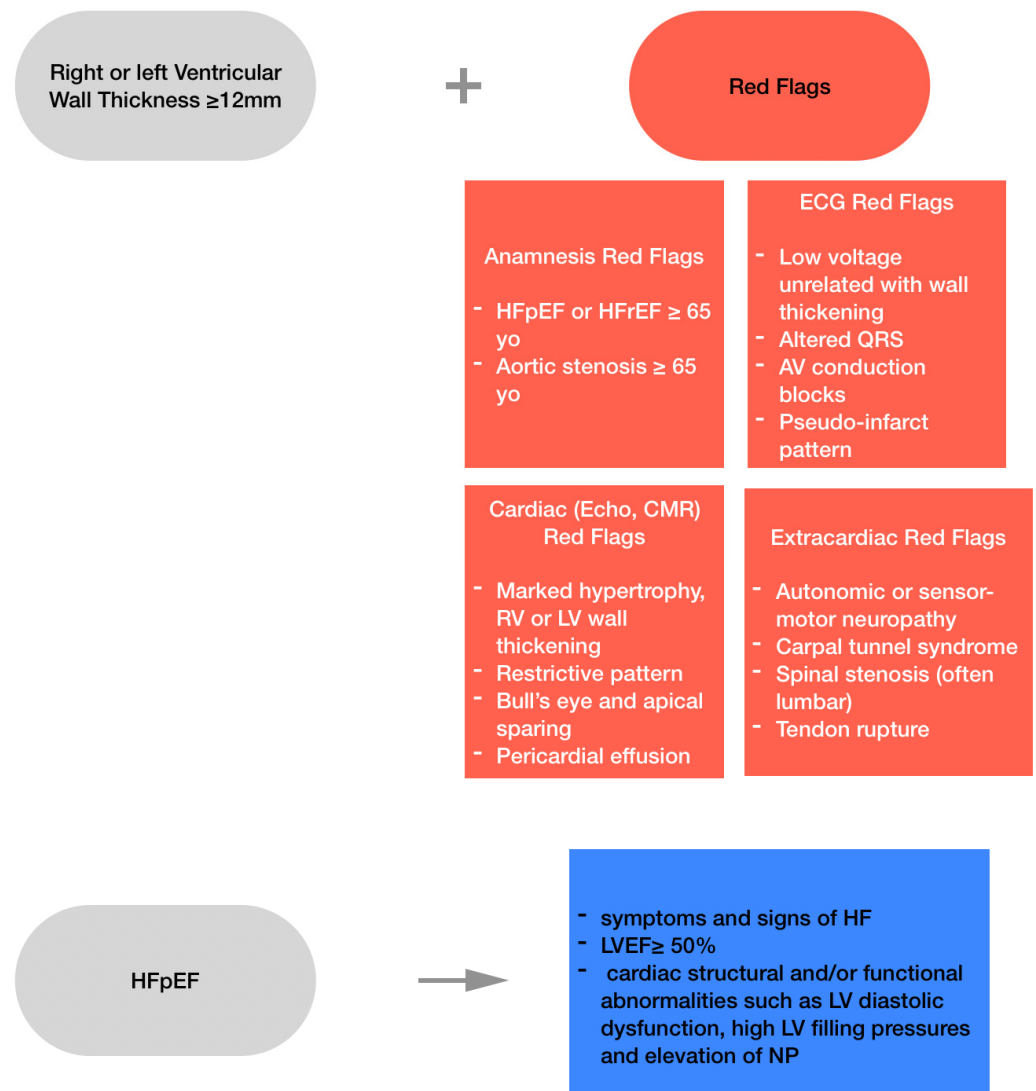 Right or left Ventricular
Wall Thickness ≥12mm
+
Red Flags
Anamnesis Red Flags
- HFpEF or HFrEF ≥ 65
yo
- Aortic stenosis ≥ 65
yo
ECG Red Flags
- Low voltage
unrelated with wall
thickening
- Altered QRS
- AV conduction
blocks
- Pseudo-infarct
pattern
Cardiac (Echo, CMR)
Red Flags
- Marked hypertrophy,
RV or LV wall
thickening
- Restrictive pattern
- Bull's eye and apical
sparing
- Pericardial effusion
Extracardiac Red Flags
- Autonomic or sensor-
motor neuropathy
- Carpal tunnel syndrome
- Spinal stenosis (often
lumbar)
- Tendon rupture
HFpEF
- symptoms and signs of HF
- LVEF≥ 50%
- cardiac structural and/or functional
abnormalities such as LV diastolic
dysfunction, high LV filling pressures
and elevation of NP